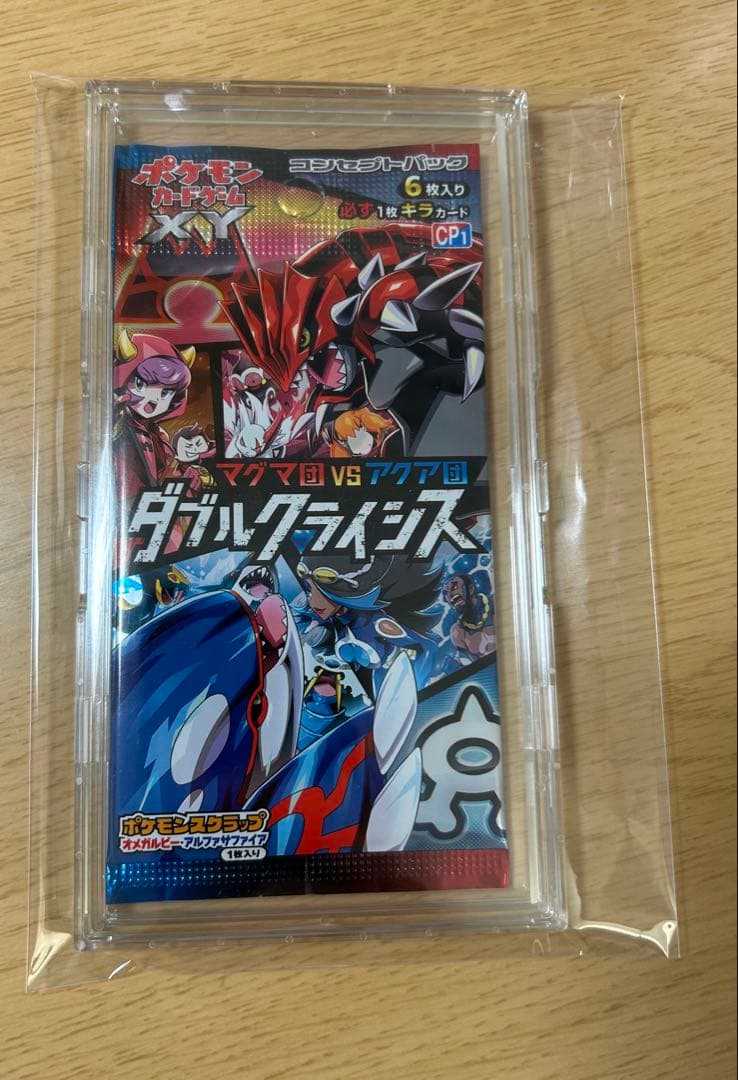 ポケモン
カードゲーム
XY
コンセプトパック
6枚入り
必ず1枚キラカード
CP1
マグマ団VSアクア団
ダブルクライシス
ポケモンスクラップ
オメガルビー・アルファサファイア
1枚入り